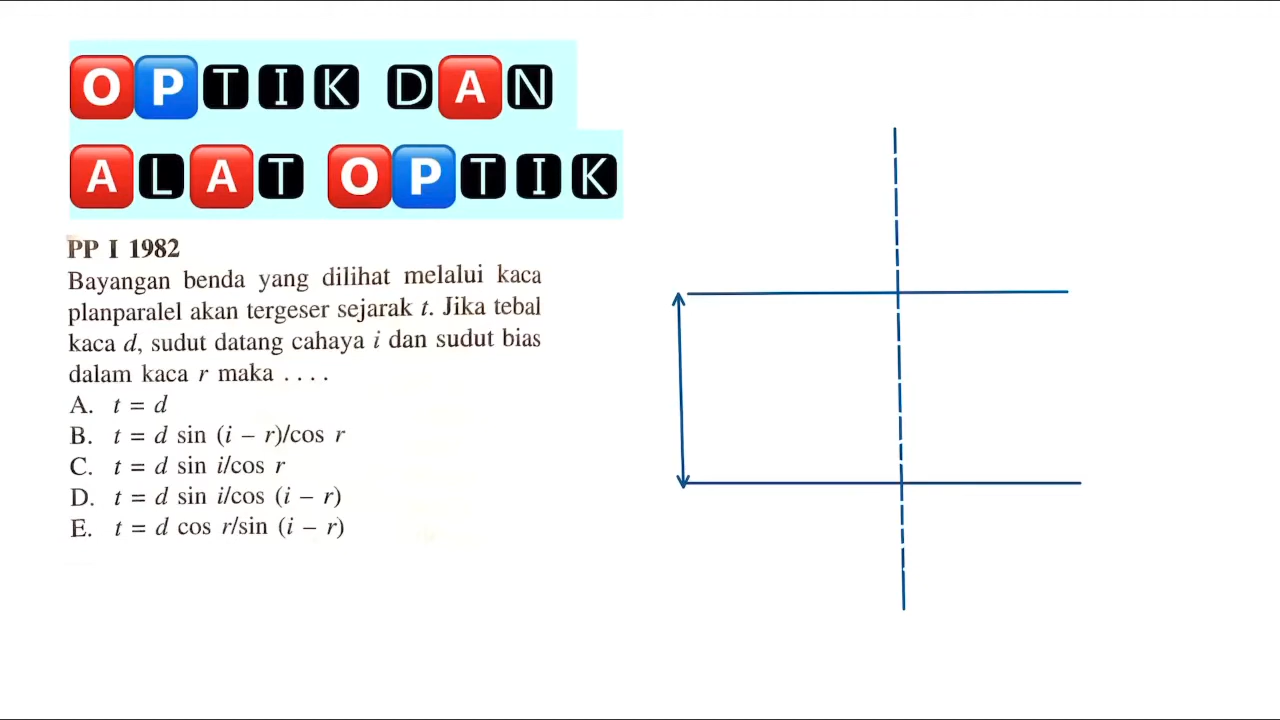 OPTIK DAN
ALAT OPTIK
PP I 1982
Bayangan benda yang dilihat melalui kaca
planparalel akan tergeser sejarak t. Jika tebal
kaca d, sudut datang cahaya i dan sudut bias
dalam kaca r maka . . . .
A. t = d
B. t = d sin (i – r)/cos r
C. t = d sin i/cos r
D. t = d sin i/cos (i – r)
E. t = d cos r/sin (i – r)